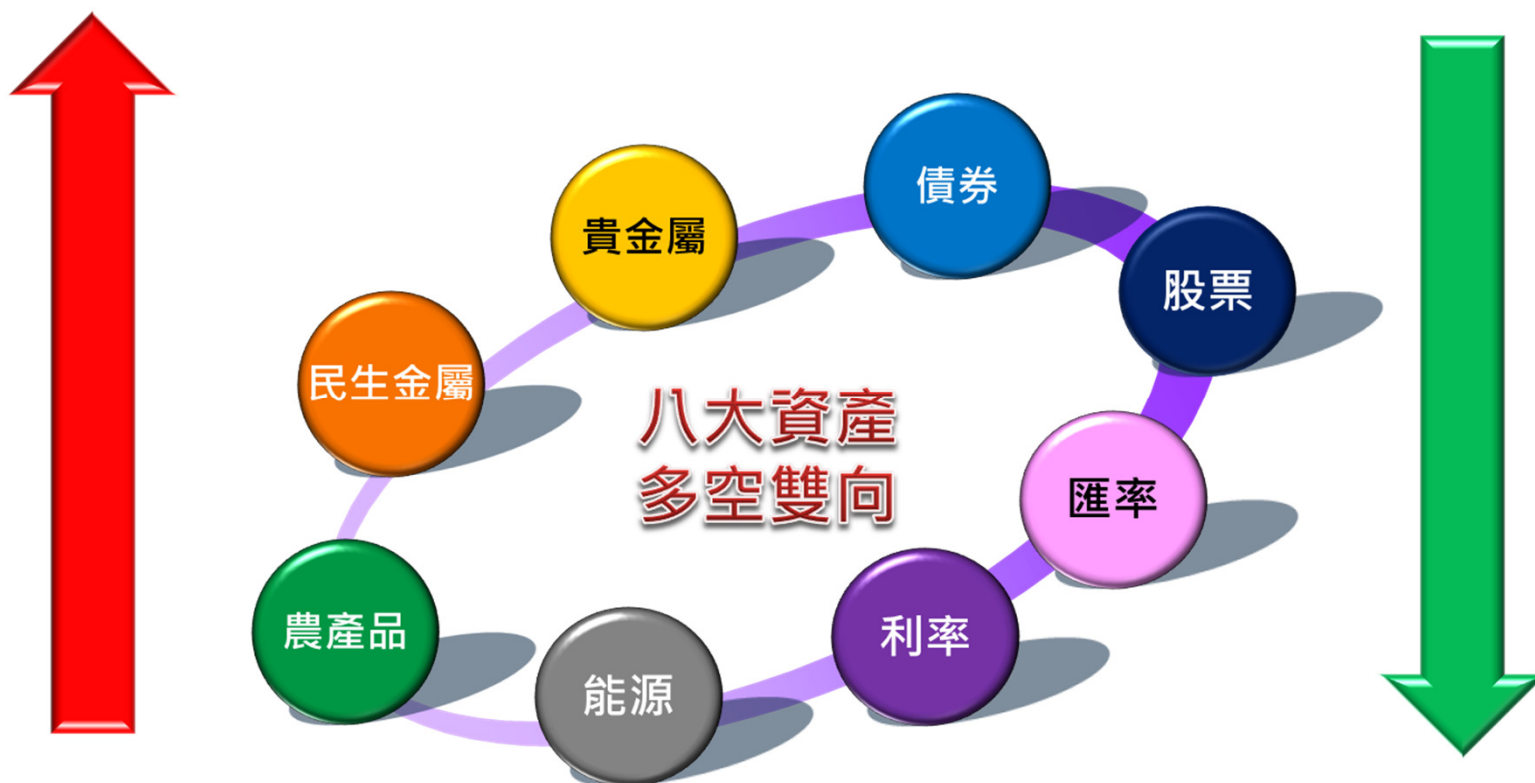 債券
貴金屬
股票
民生金屬
八大資產
多空雙向
匯率
農產品
利率
能源